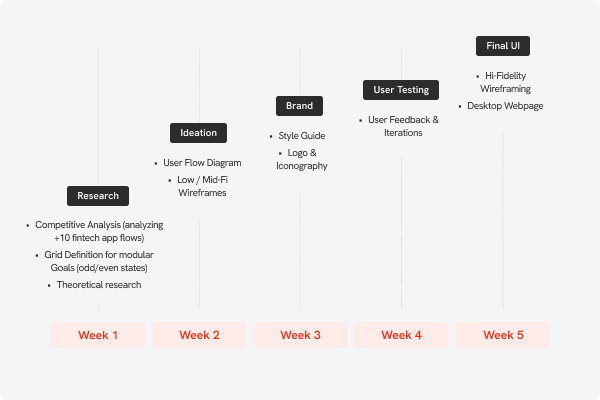 Research
• Competitive Analysis (analyzing
+10 fintech app flows)
• Grid Definition for modular
Goals (odd/even states)
• Theoretical research
Ideation
• User Flow Diagram
• Low / Mid-Fi
Wireframes
Brand
• Style Guide
• Logo &
Iconography
User Testing
• User Feedback &
Iterations
Final UI
• Hi-Fidelity
Wireframing
• Desktop Webpage
Week 1
Week 2
Week 3
Week 4
Week 5